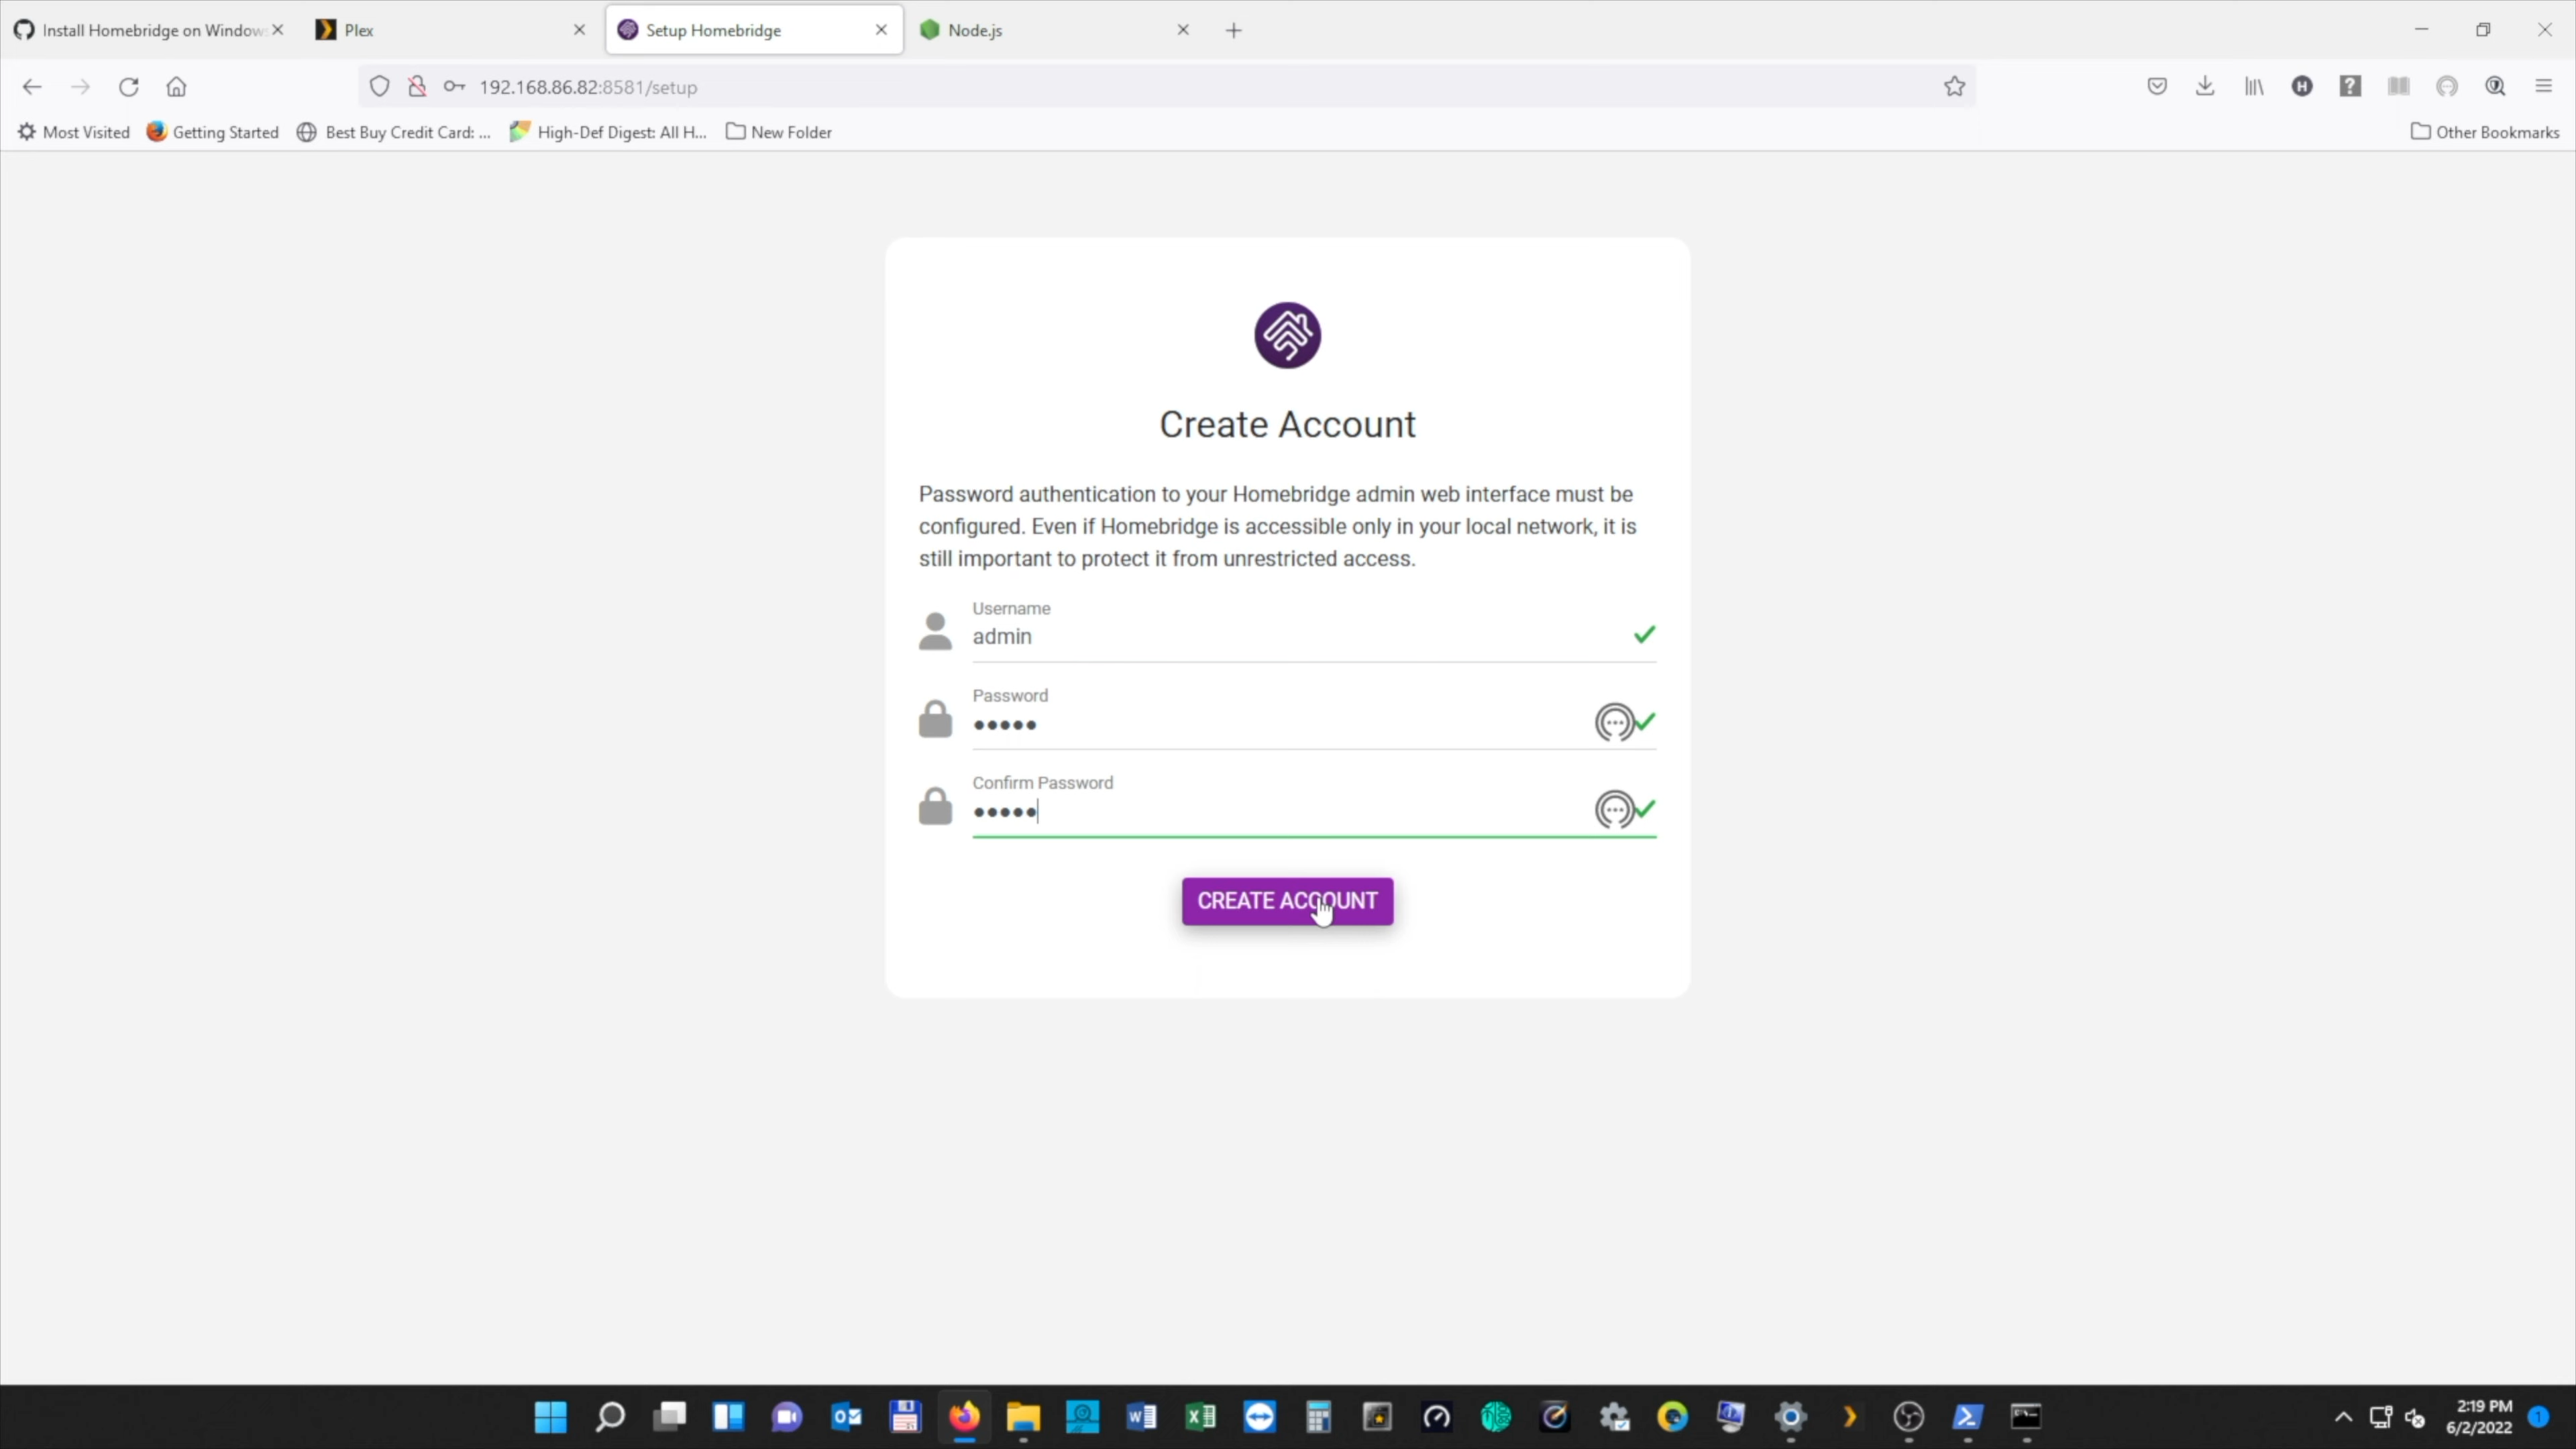 Install Homebridge on Window
Plex
Setup Homebridge
Node.js
192.168.86.82:8581/setup
Most Visited
Getting Started
Best Buy Credit Card: ...
High-Def Digest: All H...
New Folder
Other Bookmarks
Create Account
Password authentication to your Homebridge admin web interface must be
configured. Even if Homebridge is accessible only in your local network, it is
still important to protect it from unrestricted access.
Username
admin
Password
•••••
Confirm Password
•••••
CREATE ACCOUNT
2:19 PM
6/2/2022
1